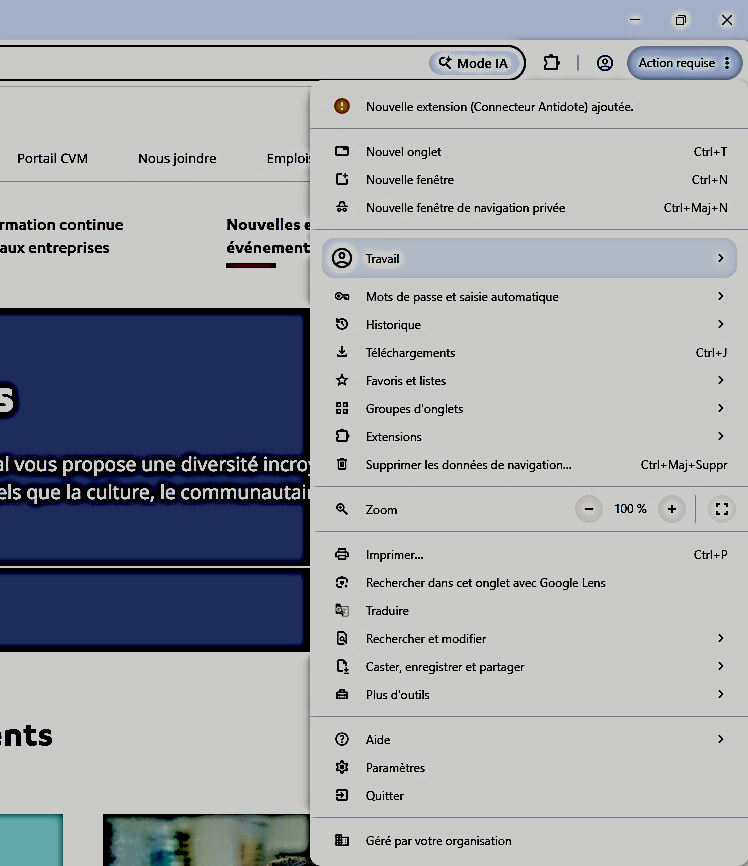 Mode IA
Action requise
Nouvelle extension (Connecteur Antidote) ajoutée.
Portail CVM Nous joindre Emplois
Nouvel onglet Ctrl+T
Nouvelle fenêtre Ctrl+N
Nouvelle fenêtre de navigation privée Ctrl+Maj+N
rmation continue
aux entreprises
Nouvelles e
événement
Travail
Mots de passe et saisie automatique
Historique
Téléchargements Ctrl+J
Favoris et listes
Groupes d'onglets
Extensions
Supprimer les données de navigation... Ctrl+Maj+Suppr
Zoom − 100 % +
Imprimer... Ctrl+P
Rechercher dans cet onglet avec Google Lens
Traduire
Rechercher et modifier
Caster, enregistrer et partager
Plus d'outils
Aide
Paramètres
Quitter
Géré par votre organisation
s
al vous propose une diversité incroy
els que la culture, le communautair
ents